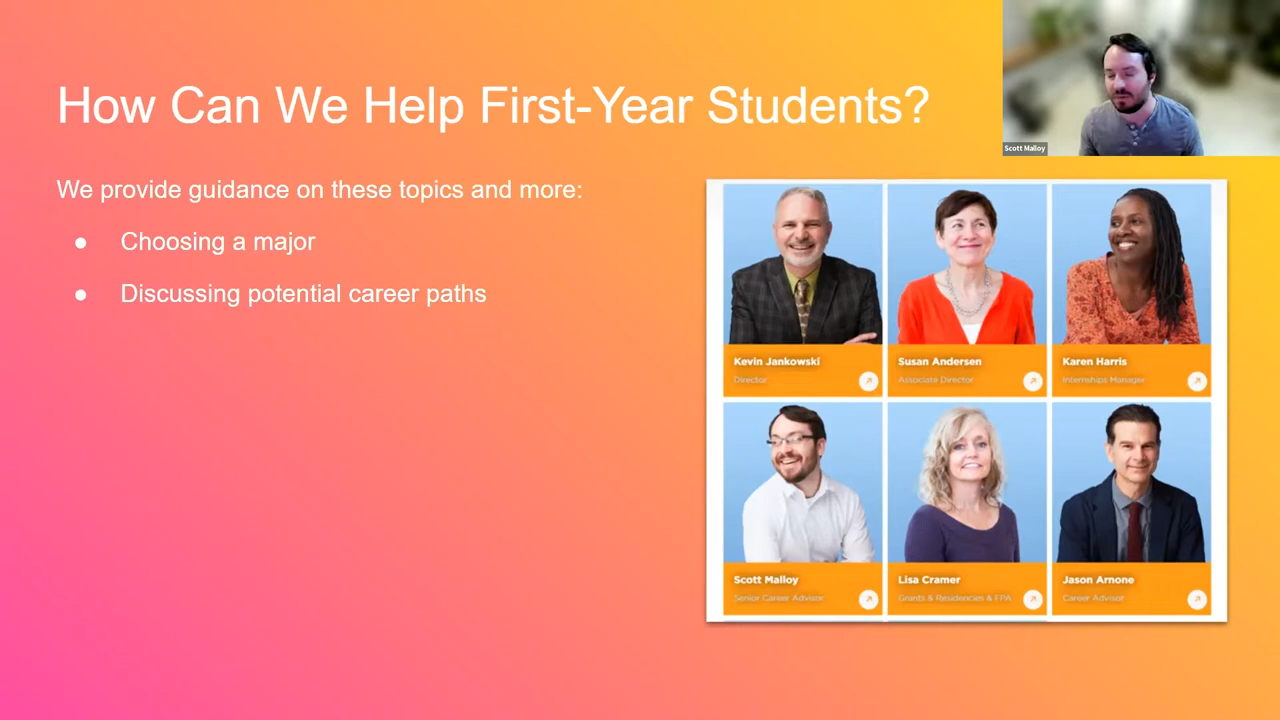 How Can We Help First-Year Students?
Scott Malloy
We provide guidance on these topics and more:
● Choosing a major
● Discussing potential career paths
Kevin Jankowski
Director
Susan Andersen
Associate Director
Karen Harris
Internships Manager
Scott Malloy
Senior Career Advisor
Lisa Cramer
Grants & Residencies & FPA
Jason Arnone
Career Advisor